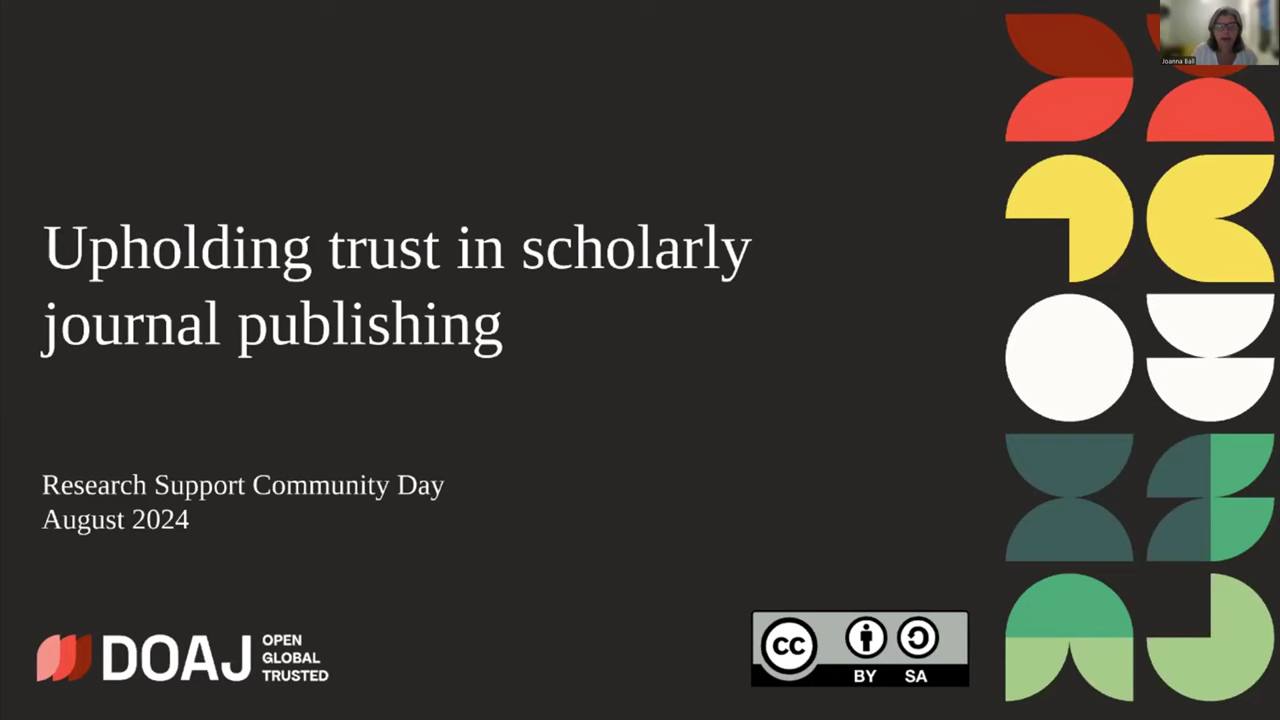 Joanna Ball
Upholding trust in scholarly
journal publishing
Research Support Community Day
August 2024
DOAJ
OPEN
GLOBAL
TRUSTED
cc
BY SA